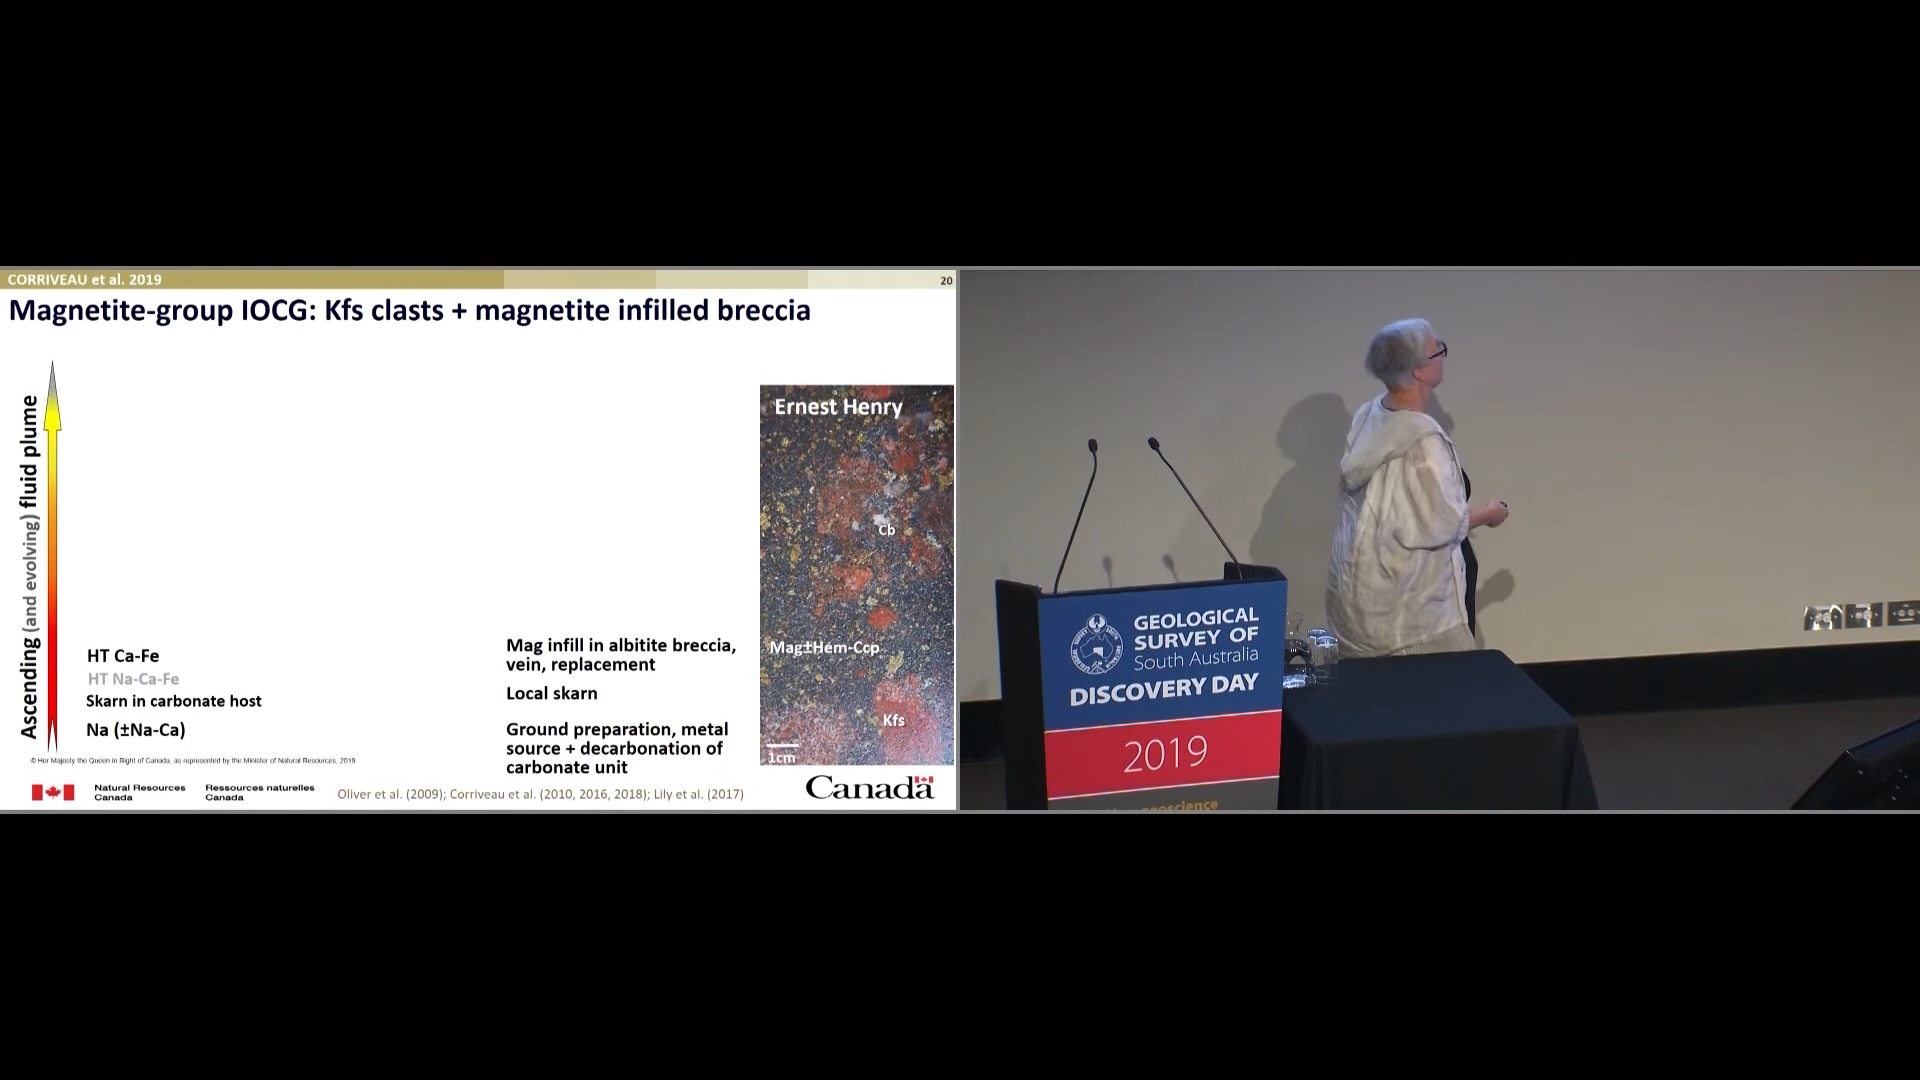 CORRIVEAU et al. 2019
20
Magnetite-group IOCG: Kfs clasts + magnetite infilled breccia
Ascending (and evolving) fluid plume
HT Ca-Fe
HT Na-Ca-Fe
Skarn in carbonate host
Na (±Na-Ca)
Mag infill in albitite breccia,
vein, replacement
Local skarn
Ground preparation, metal
source + decarbonation of
carbonate unit
Ernest Henry
Cb
Mag±Hem-Ccp
Kfs
1cm
© Her Majesty the Queen in Right of Canada, as represented by the Minister of Natural Resources, 2019
Natural Resources
Canada
Ressources naturelles
Canada
Oliver et al. (2009); Corriveau et al. (2010, 2016, 2018); Lily et al. (2017)
Canada
GEOLOGICAL
SURVEY OF
South Australia
DISCOVERY DAY
2019
geoscience